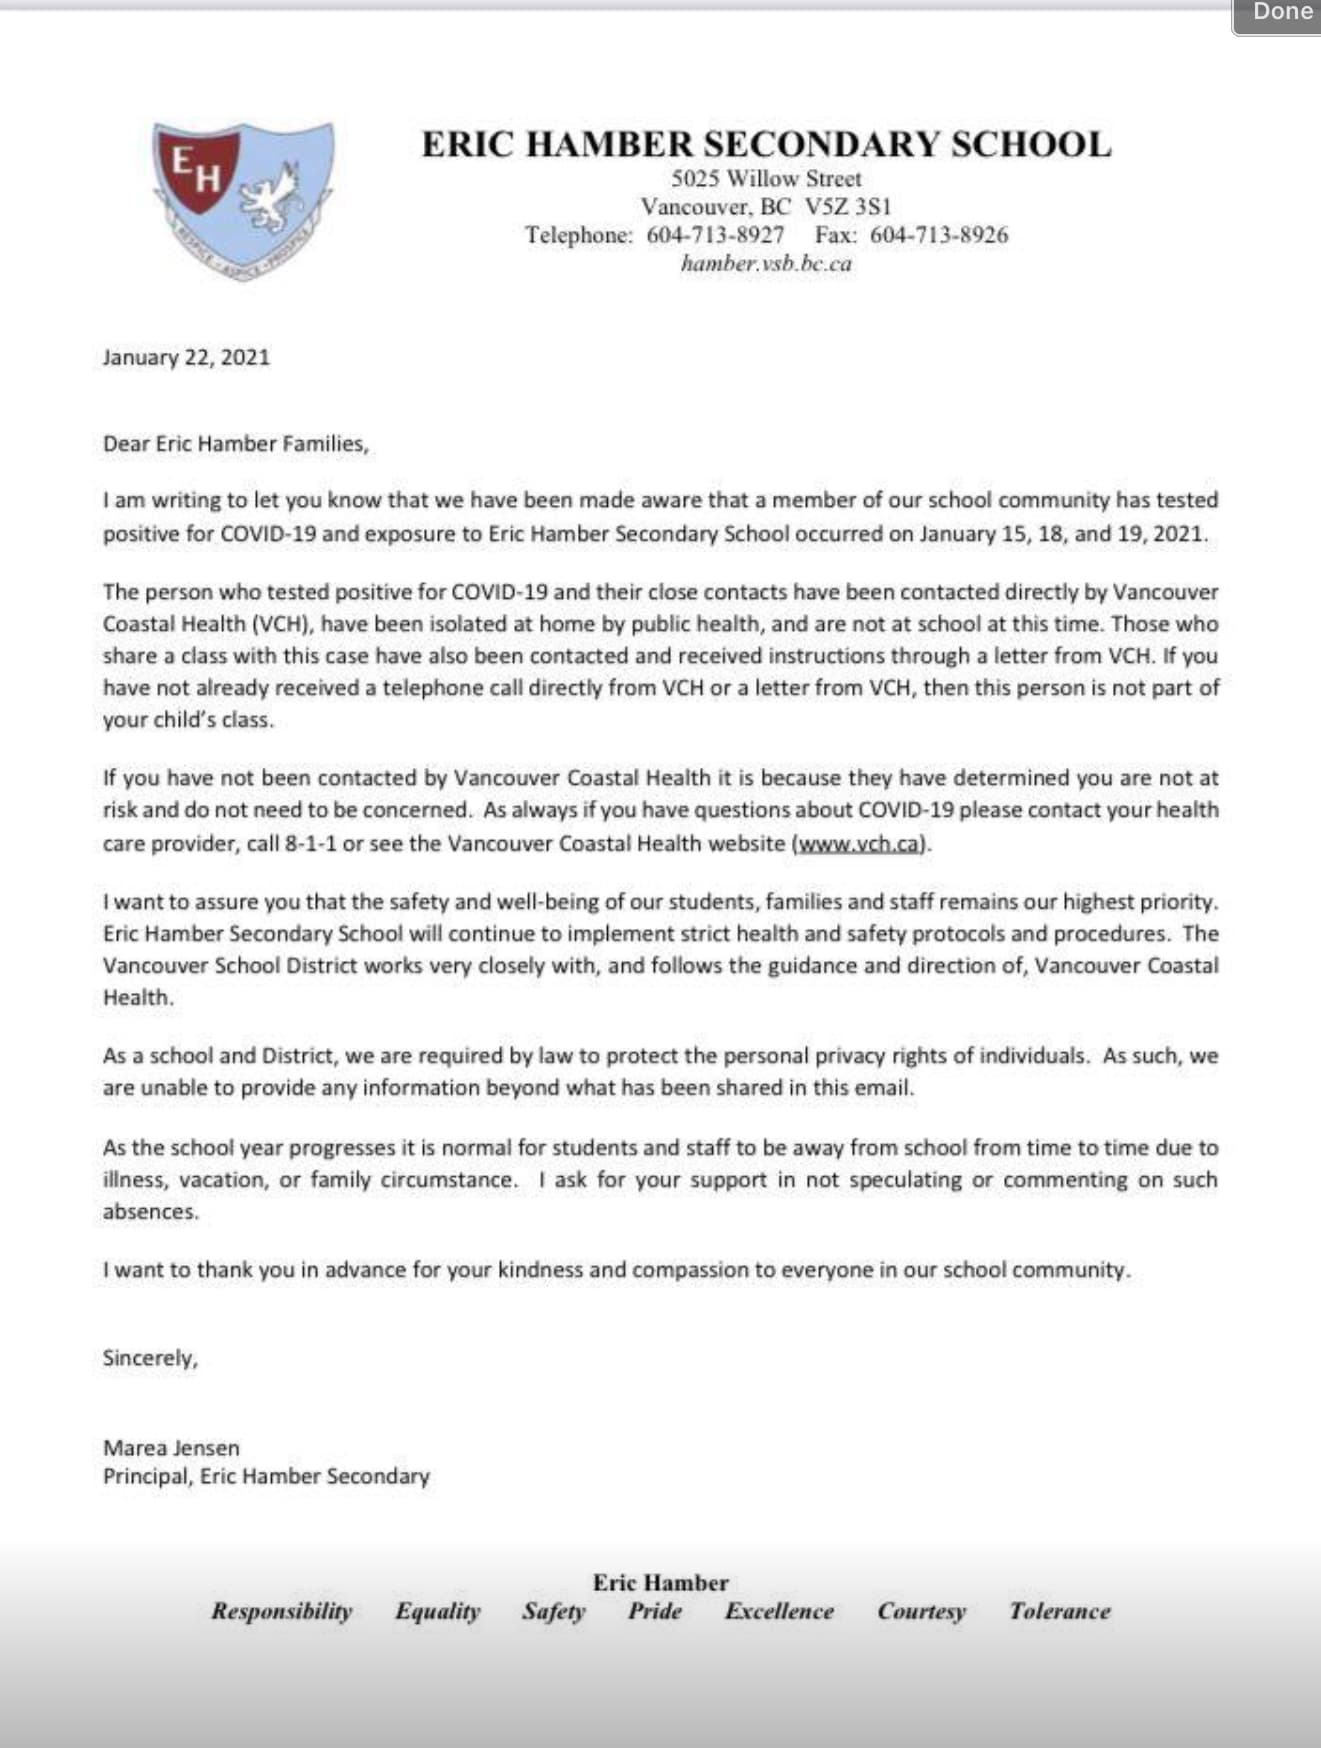 Done
E
H
RESPICE - ASPICE - PROSPICE
ERIC HAMBER SECONDARY SCHOOL
5025 Willow Street
Vancouver, BC  V5Z 3S1
Telephone:  604-713-8927    Fax:  604-713-8926
hamber.vsb.bc.ca
January 22, 2021
Dear Eric Hamber Families,
I am writing to let you know that we have been made aware that a member of our school community has tested
positive for COVID-19 and exposure to Eric Hamber Secondary School occurred on January 15, 18, and 19, 2021.
The person who tested positive for COVID-19 and their close contacts have been contacted directly by Vancouver
Coastal Health (VCH), have been isolated at home by public health, and are not at school at this time. Those who
share a class with this case have also been contacted and received instructions through a letter from VCH. If you
have not already received a telephone call directly from VCH or a letter from VCH, then this person is not part of
your child's class.
If you have not been contacted by Vancouver Coastal Health it is because they have determined you are not at
risk and do not need to be concerned.  As always if you have questions about COVID-19 please contact your health
care provider, call 8-1-1 or see the Vancouver Coastal Health website (www.vch.ca).
I want to assure you that the safety and well-being of our students, families and staff remains our highest priority.
Eric Hamber Secondary School will continue to implement strict health and safety protocols and procedures.  The
Vancouver School District works very closely with, and follows the guidance and direction of, Vancouver Coastal
Health.
As a school and District, we are required by law to protect the personal privacy rights of individuals.  As such, we
are unable to provide any information beyond what has been shared in this email.
As the school year progresses it is normal for students and staff to be away from school from time to time due to
illness, vacation, or family circumstance.  I ask for your support in not speculating or commenting on such
absences.
I want to thank you in advance for your kindness and compassion to everyone in our school community.
Sincerely,
Marea Jensen
Principal, Eric Hamber Secondary
Eric Hamber
Responsibility    Equality    Safety    Pride    Excellence    Courtesy    Tolerance